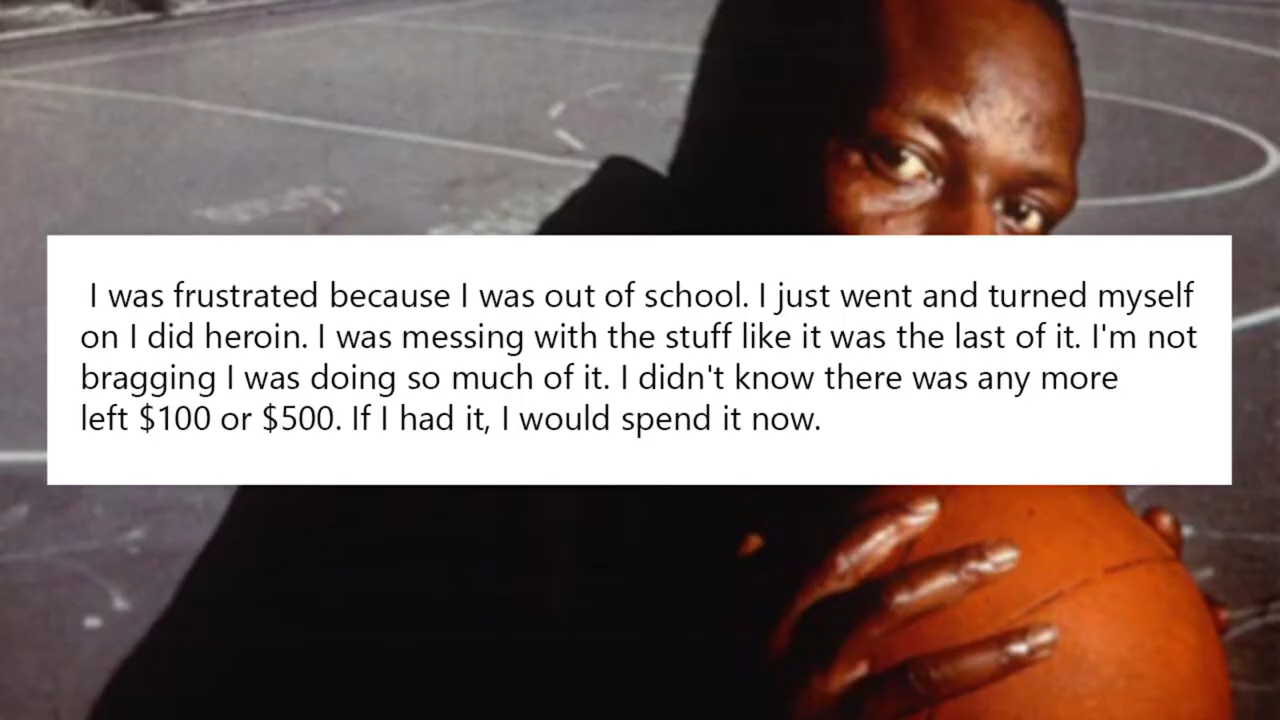 I was frustrated because I was out of school. I just went and turned myself
on I did heroin. I was messing with the stuff like it was the last of it. I'm not
bragging I was doing so much of it. I didn't know there was any more
left $100 or $500. If I had it, I would spend it now.